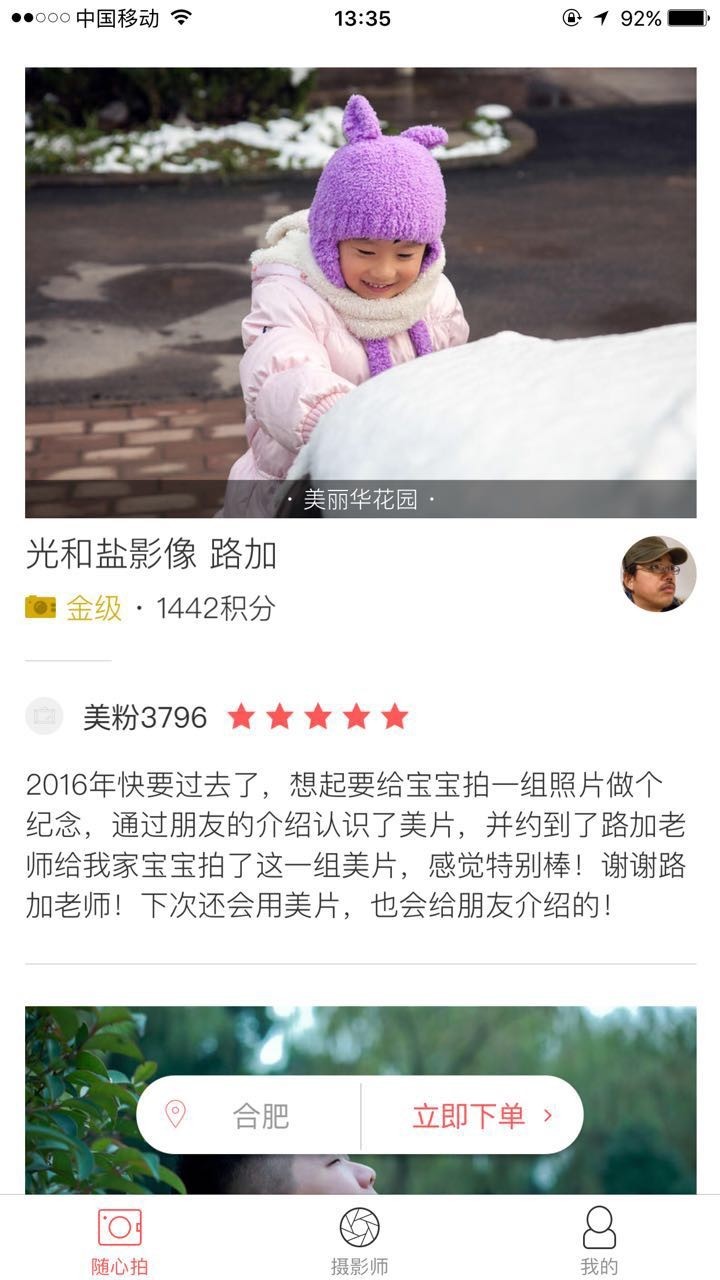 中国移动
13:35
92%
· 美丽华花园 ·
光和盐影像 路加
金级 · 1442积分
美粉3796
2016年快要过去了，想起要给宝宝拍一组照片做个
纪念，通过朋友的介绍认识了美片，并约到了路加老
师给我家宝宝拍了这一组美片，感觉特别棒！谢谢路
加老师！下次还会用美片，也会给朋友介绍的！
合肥
立即下单
随心拍
摄影师
我的